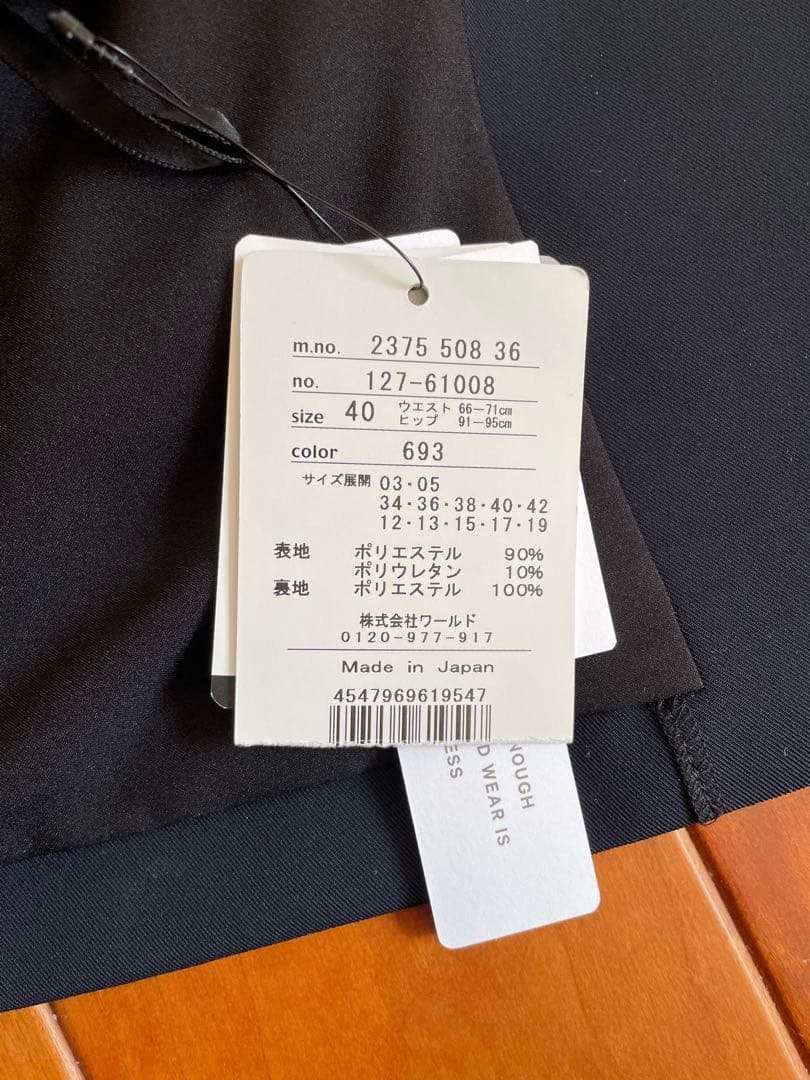 m.no. 2375 508 36
no. 127-61008
size 40 ウエスト 66-71cm
ヒップ 91-95cm
color 693
サイズ展開 03・05
34・36・38・40・42
12・13・15・17・19
表地 ポリエステル 90%
ポリウレタン 10%
裏地 ポリエステル 100%
株式会社ワールド
0120-977-917
Made in Japan
4547969619547
WEAR IS